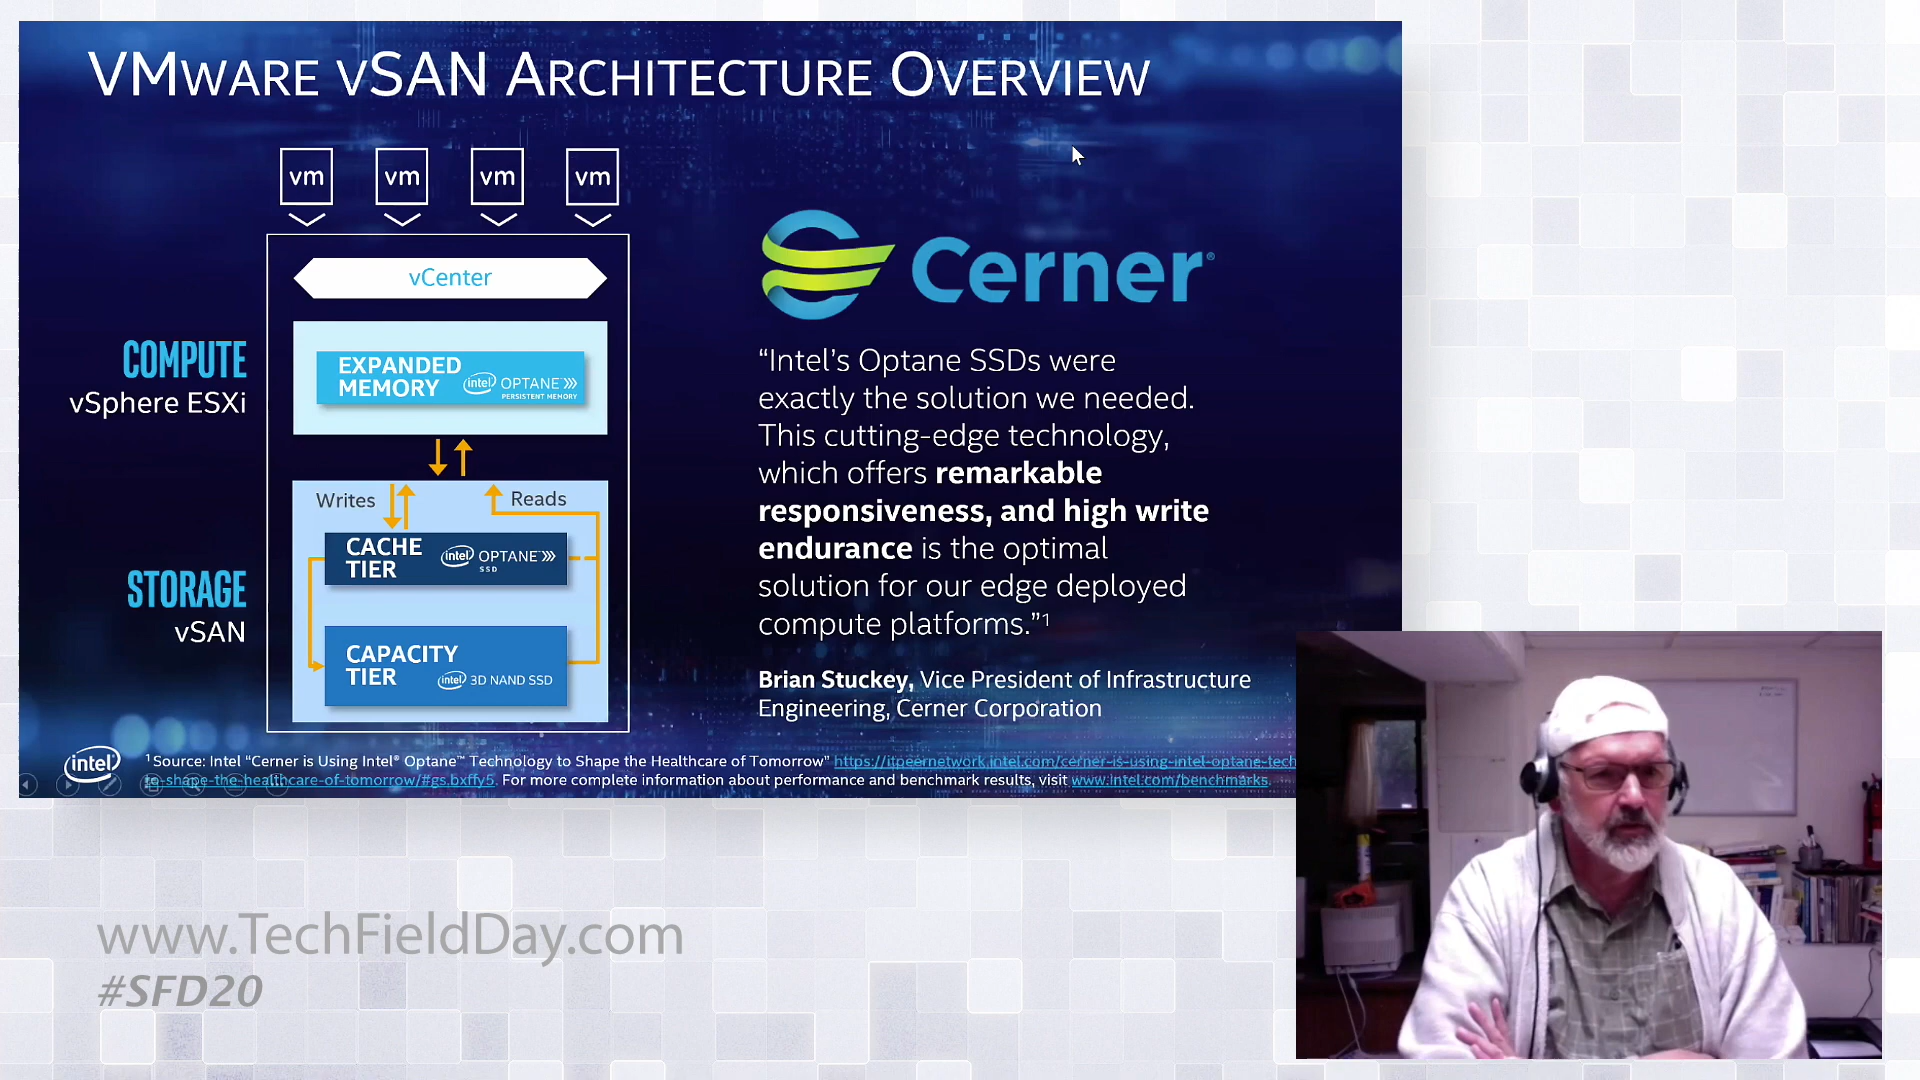 VMWARE VSAN ARCHITECTURE OVERVIEW
vm vm vm vm
vCenter
COMPUTE
vSphere ESXi
EXPANDED
MEMORY
intel OPTANE
PERSISTENT MEMORY
Writes
Reads
CACHE
TIER
intel OPTANE™
SSD
STORAGE
vSAN
CAPACITY
TIER
intel 3D NAND SSD
Cerner®
“Intel’s Optane SSDs were
exactly the solution we needed.
This cutting-edge technology,
which offers remarkable
responsiveness, and high write
endurance is the optimal
solution for our edge deployed
compute platforms.”1
Brian Stuckey, Vice President of Infrastructure
Engineering, Cerner Corporation
intel
1 Source: Intel “Cerner is Using Intel® Optane™ Technology to Shape the Healthcare of Tomorrow” https://itpeernetwork.intel.com/cerner-is-using-intel-optane-tech
to-shape-the-healthcare-of-tomorrow/#gs.bxffy5. For more complete information about performance and benchmark results, visit www.intel.com/benchmarks.
www.TechFieldDay.com
#SFD20